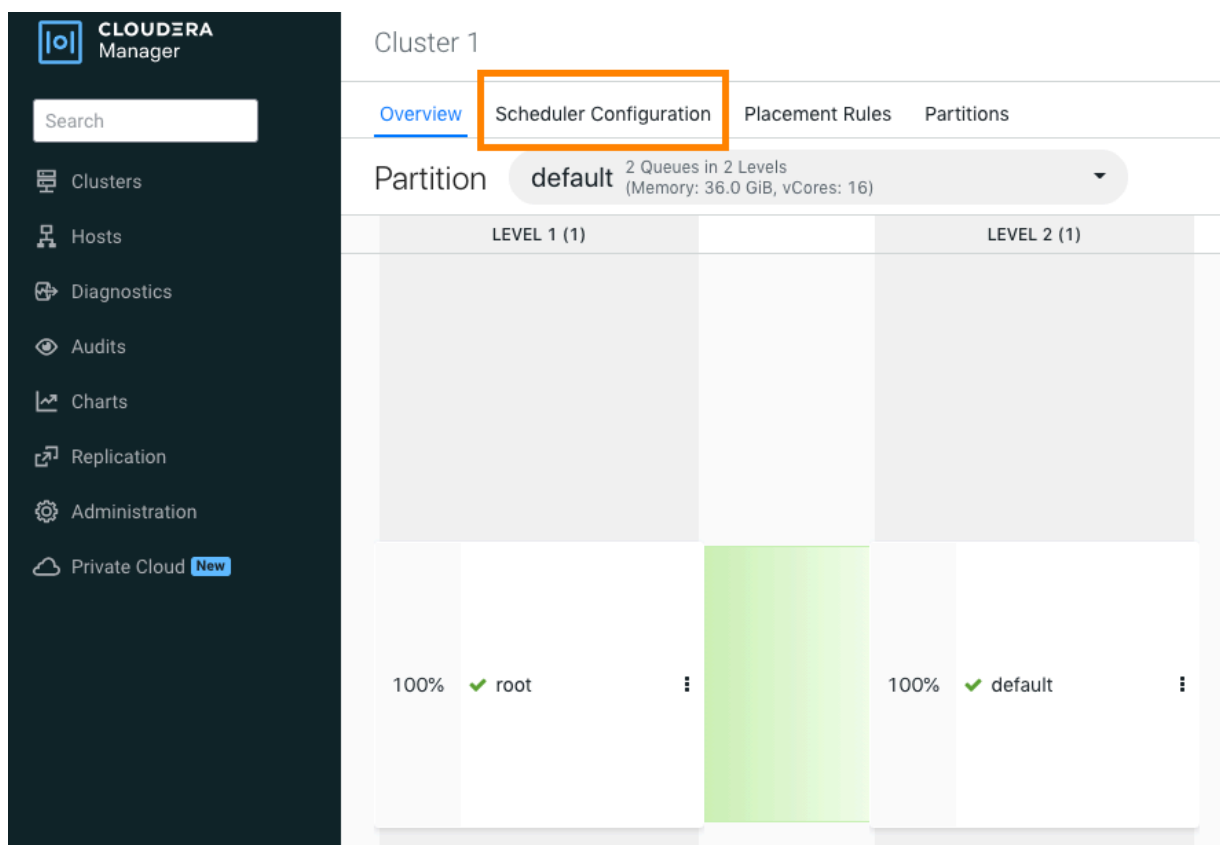 CLOUDERA
Manager
Search
Clusters
Hosts
Diagnostics
Audits
Charts
Replication
Administration
Private Cloud New
Cluster 1
Overview Scheduler Configuration Placement Rules Partitions
Partition default 2 Queues in 2 Levels
(Memory: 36.0 GiB, vCores: 16)
LEVEL 1 (1) LEVEL 2 (1)
100% root 100% default